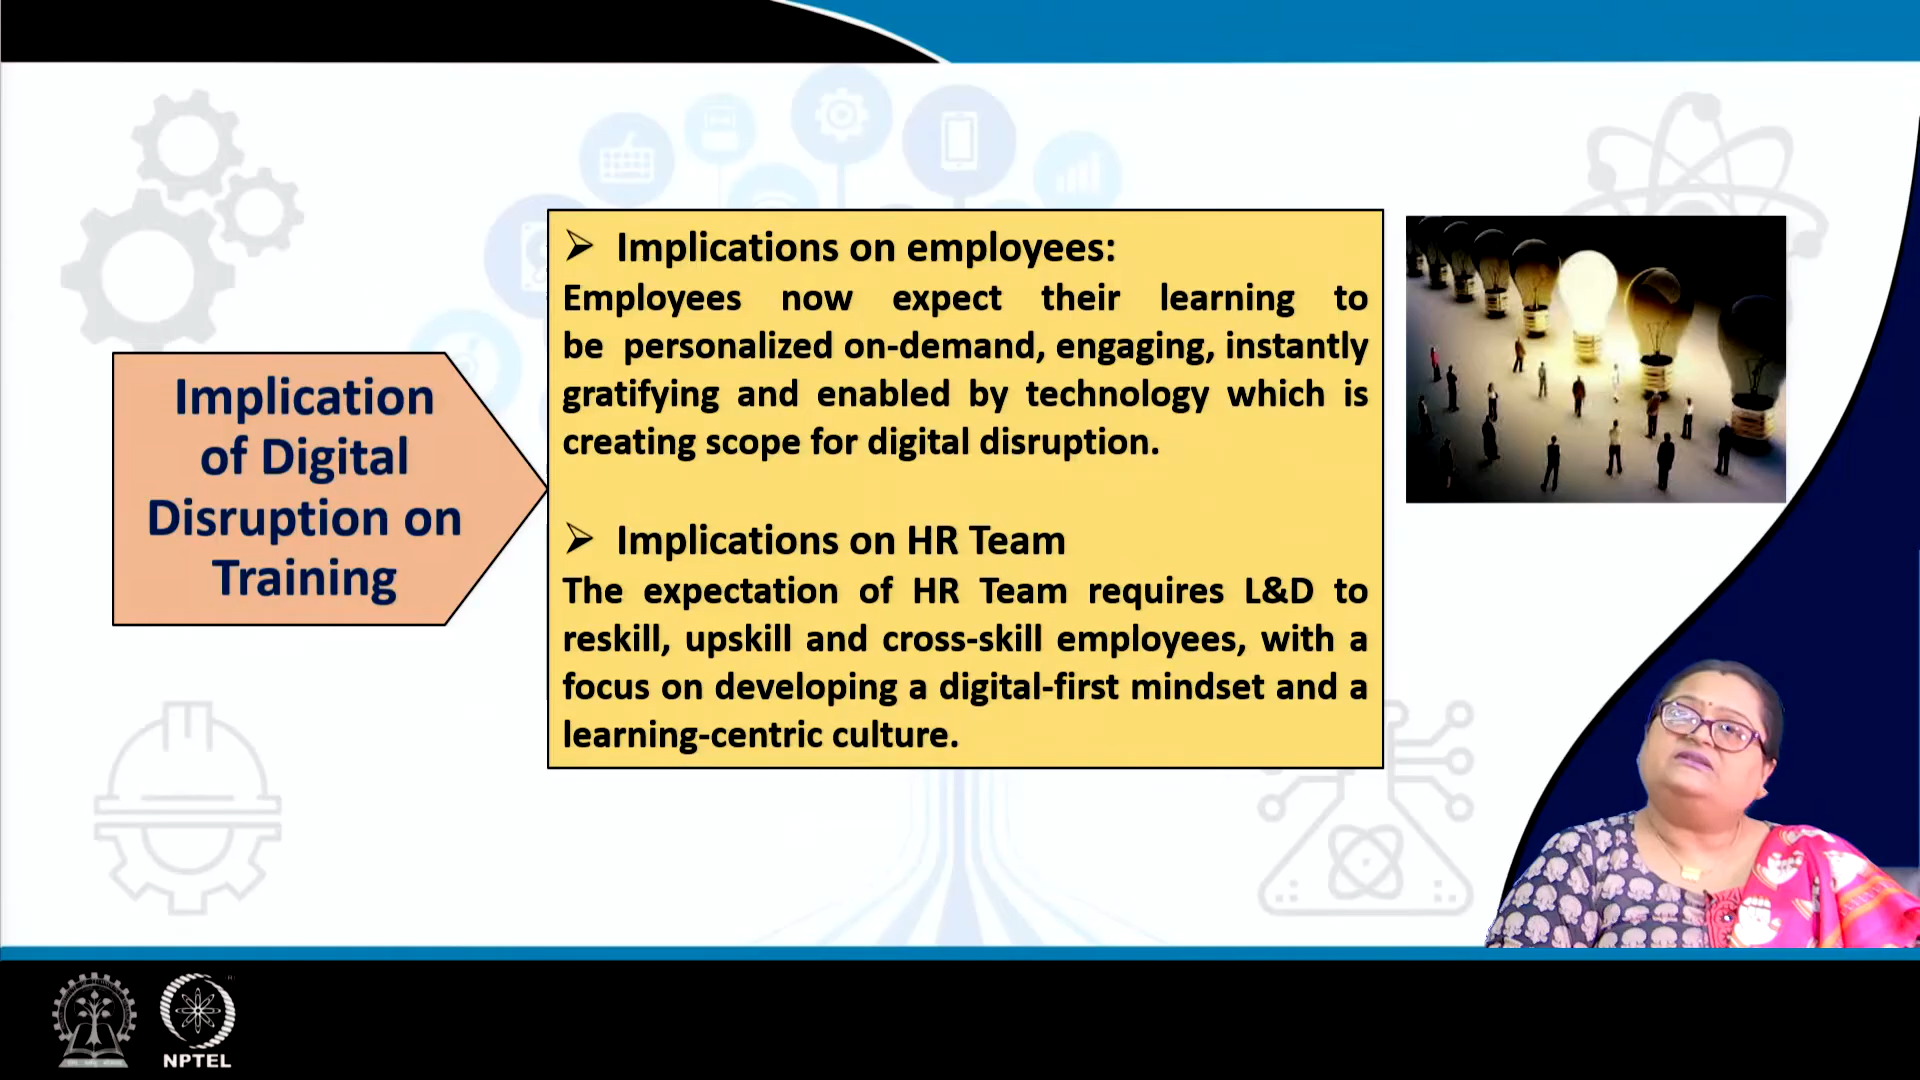 Implication
of Digital
Disruption on
Training
➢ Implications on employees:
Employees now expect their learning to
be personalized on-demand, engaging, instantly
gratifying and enabled by technology which is
creating scope for digital disruption.
➢ Implications on HR Team
The expectation of HR Team requires L&D to
reskill, upskill and cross-skill employees, with a
focus on developing a digital-first mindset and a
learning-centric culture.
NPTEL